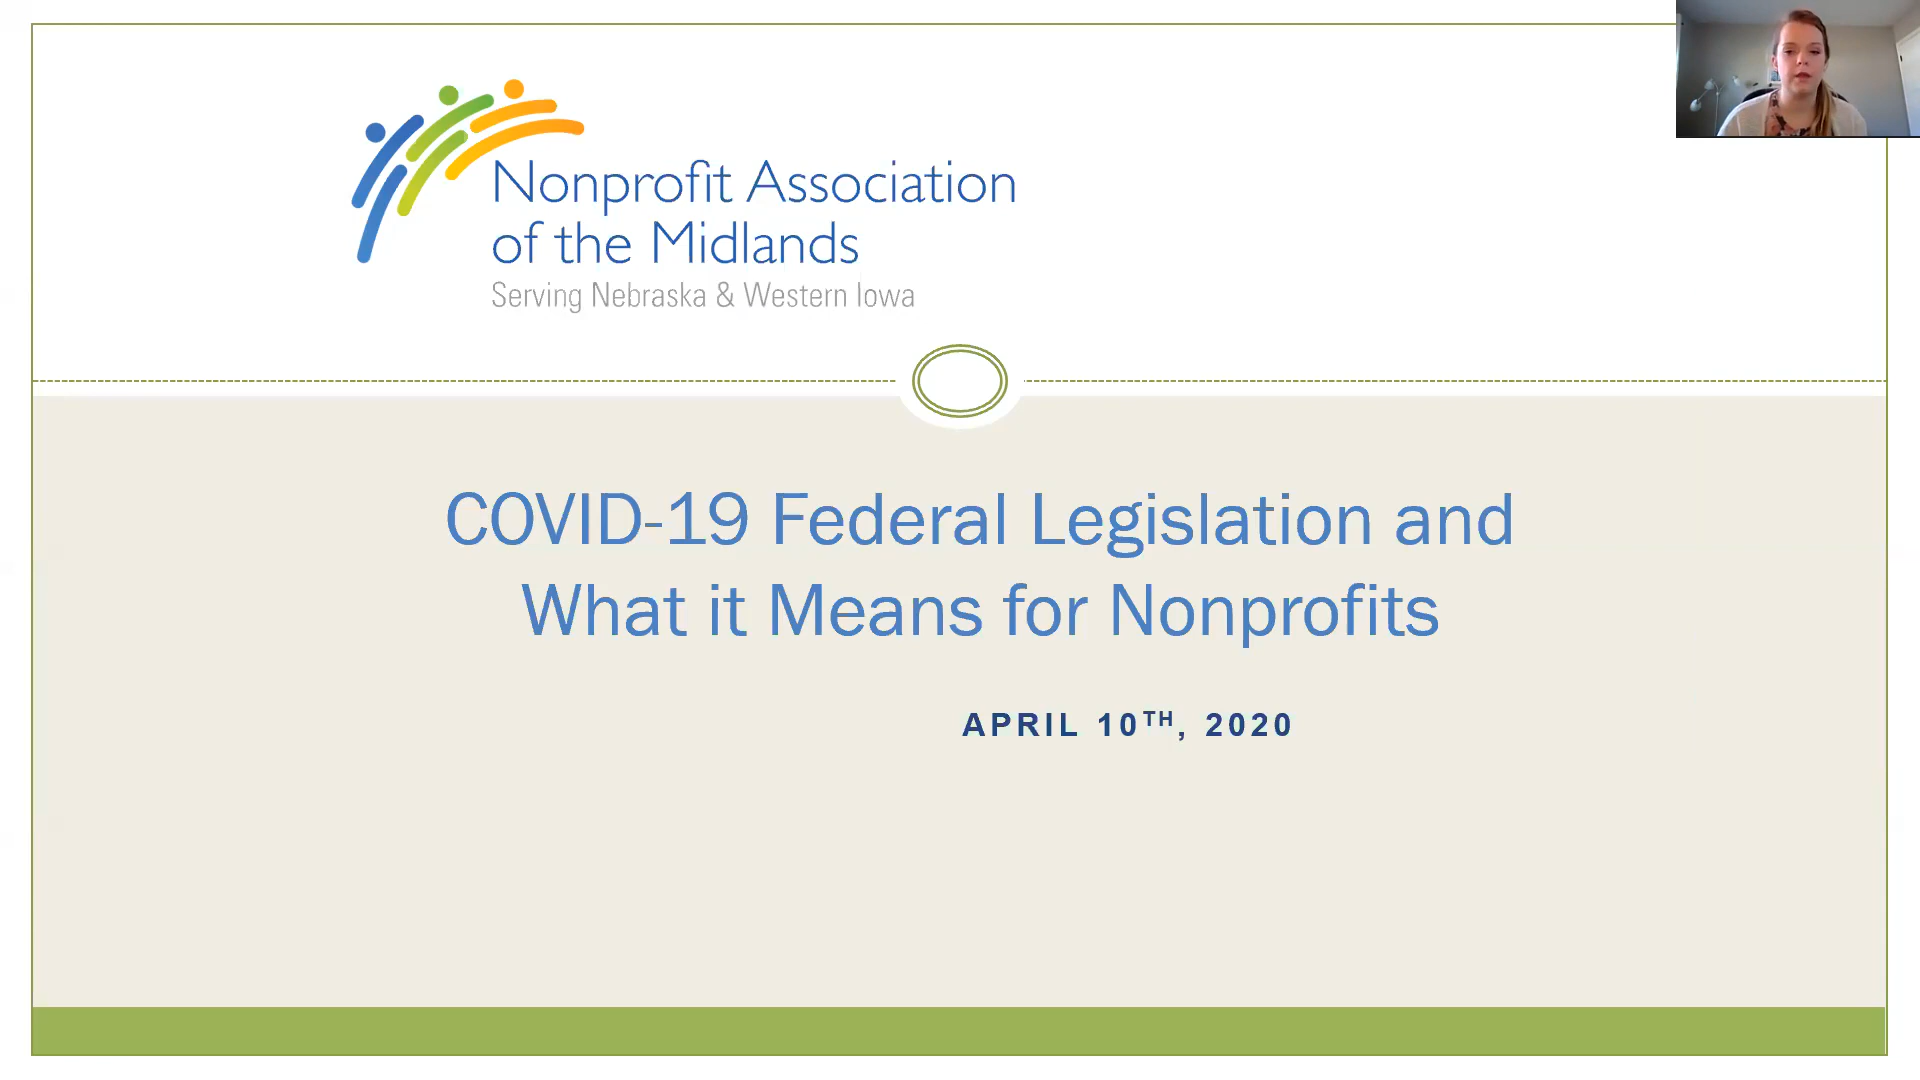 Nonprofit Association
of the Midlands
Serving Nebraska & Western Iowa
COVID-19 Federal Legislation and
What it Means for Nonprofits
APRIL 10TH, 2020